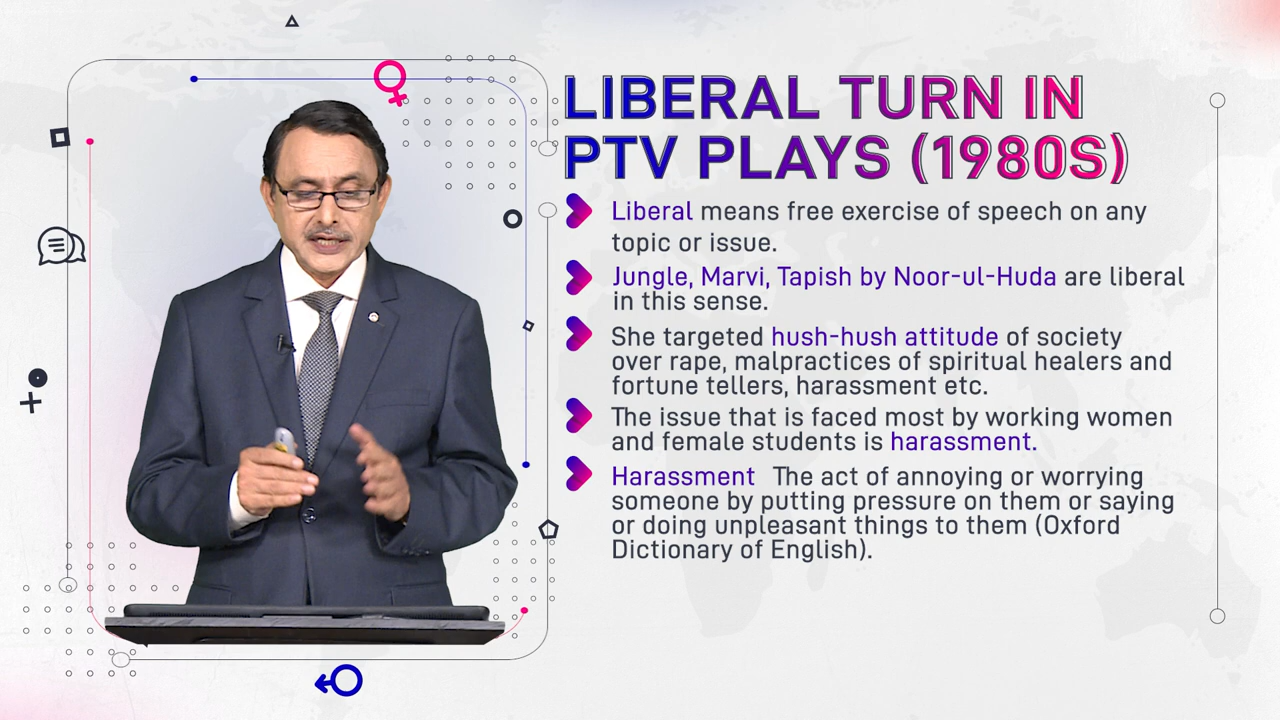 LIBERAL TURN IN
PTV PLAYS (1980S)
Liberal means free exercise of speech on any
topic or issue.
Jungle, Marvi, Tapish by Noor-ul-Huda are liberal
in this sense.
She targeted hush-hush attitude of society
over rape, malpractices of spiritual healers and
fortune tellers, harassment etc.
The issue that is faced most by working women
and female students is harassment.
Harassment The act of annoying or worrying
someone by putting pressure on them or saying
or doing unpleasant things to them (Oxford
Dictionary of English).